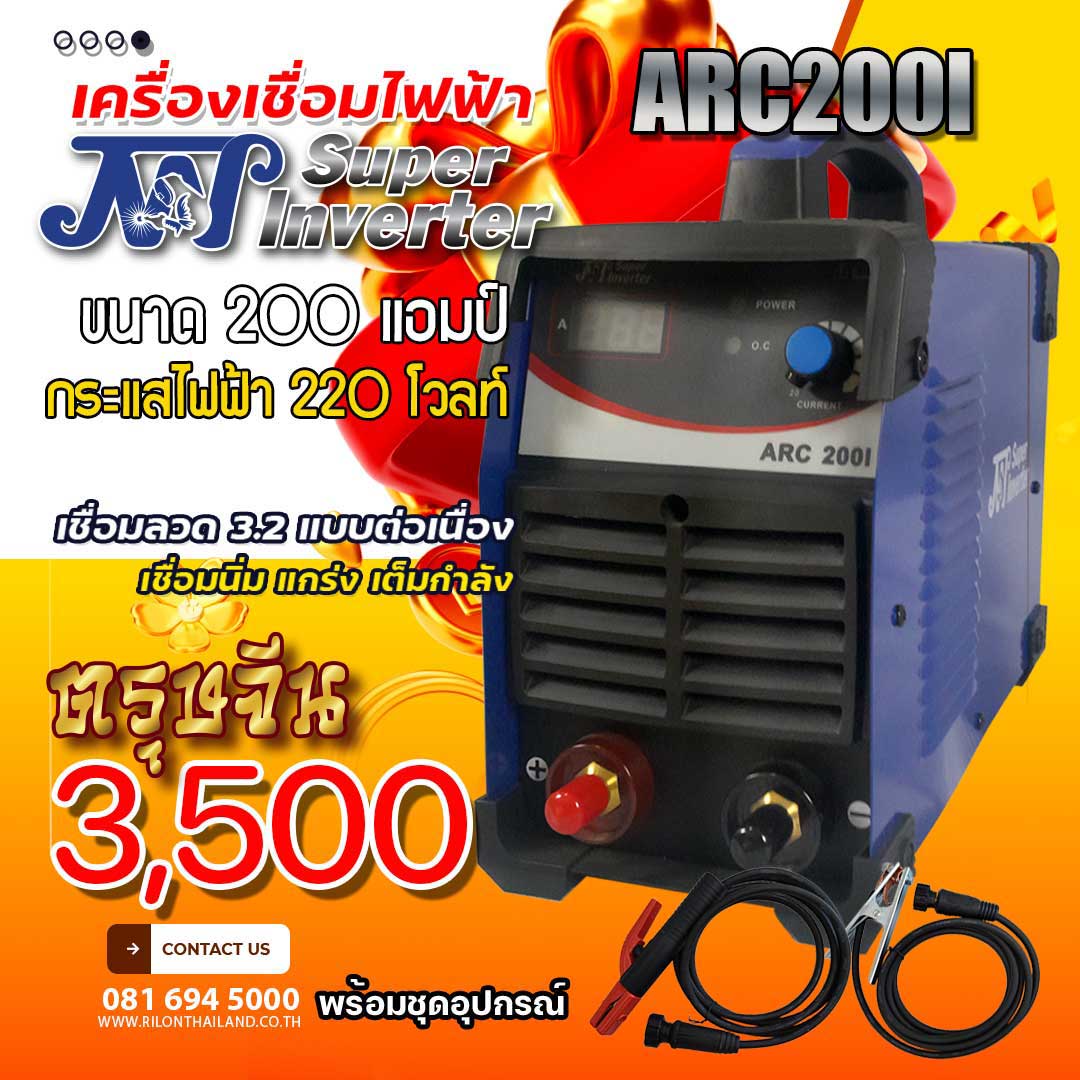 เครื่องเชื่อมไฟฟ้า
ARC200I
JNT Super
Inverter
ขนาด 200 แอมป์
กระแสไฟฟ้า 220 โวลท์
เชื่อมลวด 3.2 แบบต่อเนื่อง
เชื่อมนิ่ม แกร่ง เต็มกำลัง
ตรุษจีน
3,500
CONTACT US
081 694 5000
WWW.RILONTHAILAND.CO.TH
พร้อมชุดอุปกรณ์
Super
Inverter
POWER
A
O.C
20
CURRENT
ARC 200I
Super
Inverter
+
−